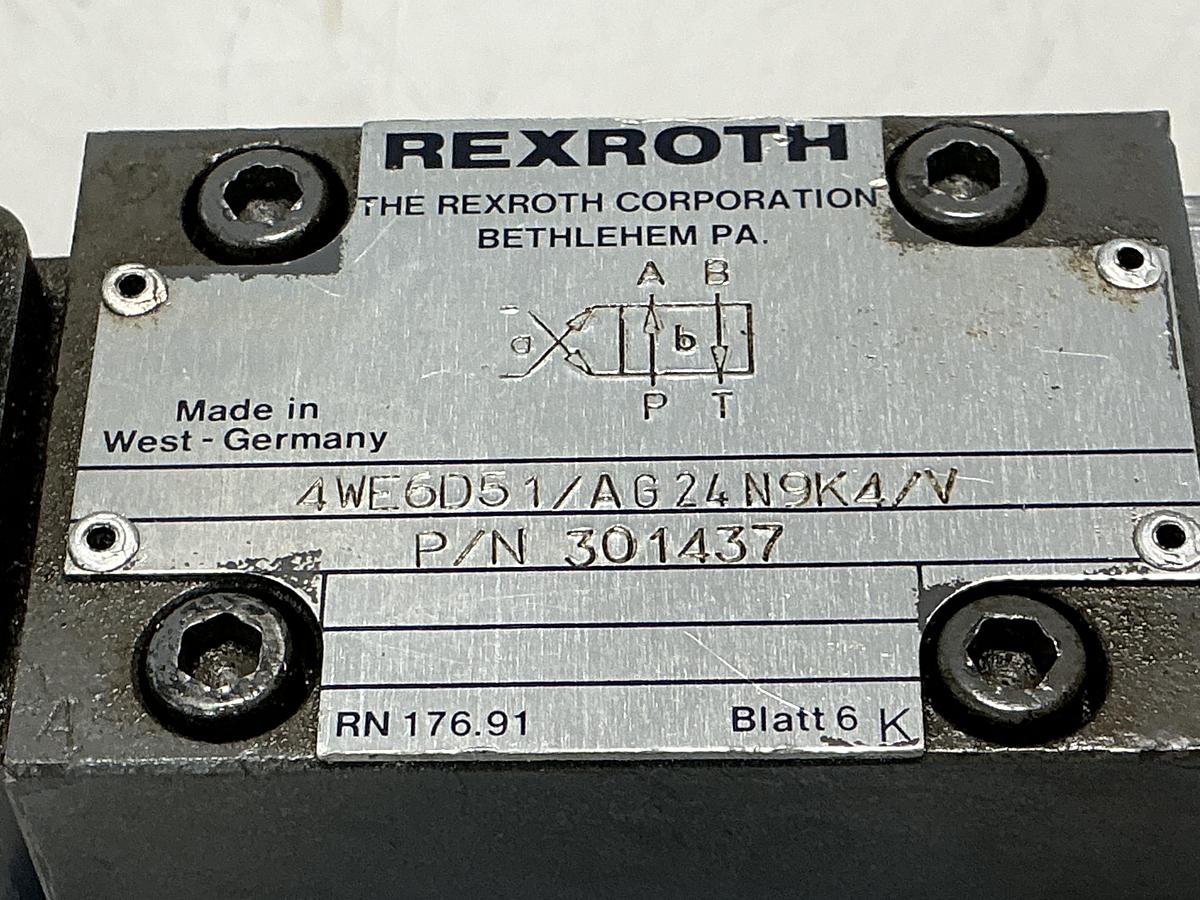 REXROTH
THE REXROTH CORPORATION
BETHLEHEM PA.
A B
a b
P T
Made in
West - Germany
4WE6D51/AG24N9K4/V
P/N 301437
RN 176.91 Blatt 6 K
A